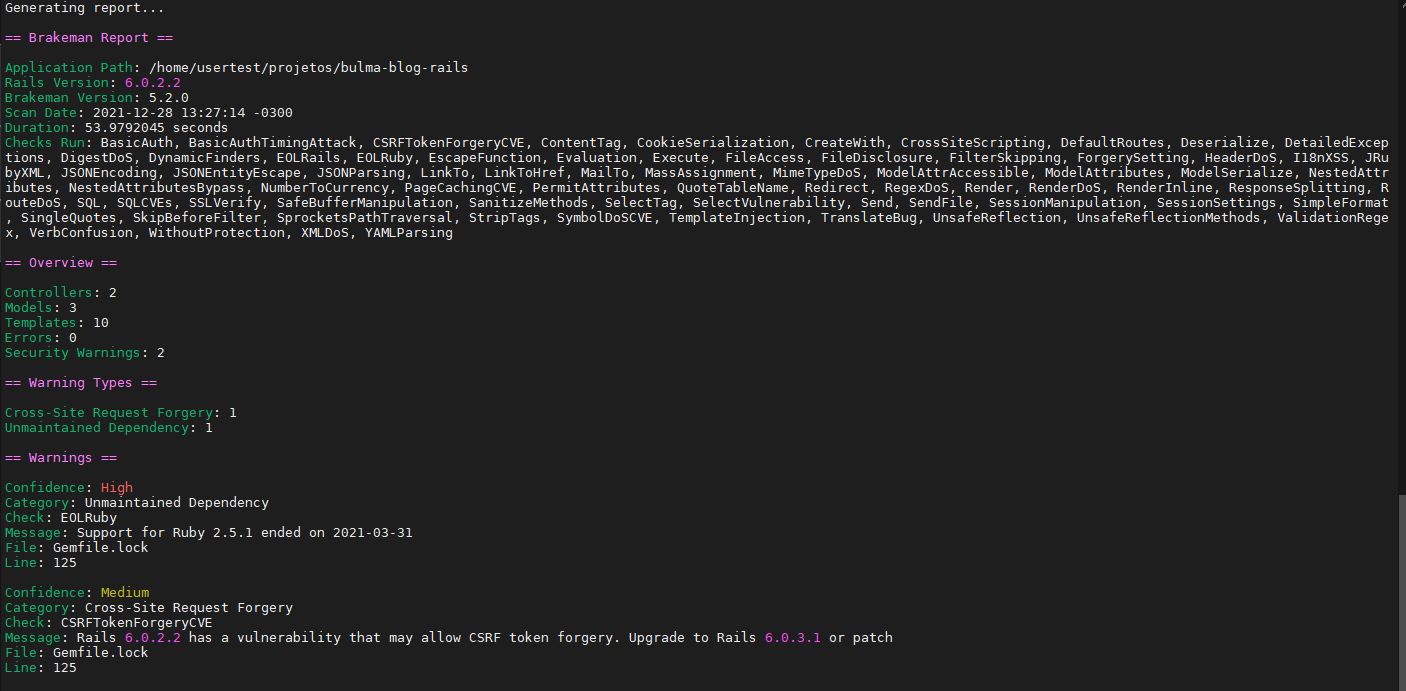 Generating report...
== Brakeman Report ==
Application Path: /home/usertest/projetos/bulma-blog-rails
Rails Version: 6.0.2.2
Brakeman Version: 5.2.0
Scan Date: 2021-12-28 13:27:14 -0300
Duration: 53.9792045 seconds
Checks Run: BasicAuth, BasicAuthTimingAttack, CSRFTokenForgeryCVE, ContentTag, CookieSerialization, CreateWith, CrossSiteScripting, DefaultRoutes, Deserialize, DetailedExcep
tions, DigestDoS, DynamicFinders, EOLRails, EOLRuby, EscapeFunction, Evaluation, Execute, FileAccess, FileDisclosure, FilterSkipping, ForgerySetting, HeaderDoS, I18nXSS, JRu
byXML, JSONEncoding, JSONEntityEscape, JSONParsing, LinkTo, LinkToHref, MailTo, MassAssignment, MimeTypeDoS, ModelAttrAccessible, ModelAttributes, ModelSerialize, NestedAttr
ibutes, NestedAttributesBypass, NumberToCurrency, PageCachingCVE, PermitAttributes, QuoteTableName, Redirect, RegexDoS, Render, RenderDoS, RenderInline, ResponseSplitting, R
outeDoS, SQL, SQLCVEs, SSLVerify, SafeBufferManipulation, SanitizeMethods, SelectTag, SelectVulnerability, Send, SendFile, SessionManipulation, SessionSettings, SimpleFormat
, SingleQuotes, SkipBeforeFilter, SprocketsPathTraversal, StripTags, SymbolDoSCVE, TemplateInjection, TranslateBug, UnsafeReflection, UnsafeReflectionMethods, ValidationRege
x, VerbConfusion, WithoutProtection, XMLDoS, YAMLParsing
== Overview ==
Controllers: 2
Models: 3
Templates: 10
Errors: 0
Security Warnings: 2
== Warning Types ==
Cross-Site Request Forgery: 1
Unmaintained Dependency: 1
== Warnings ==
Confidence: High
Category: Unmaintained Dependency
Check: EOLRuby
Message: Support for Ruby 2.5.1 ended on 2021-03-31
File: Gemfile.lock
Line: 125
Confidence: Medium
Category: Cross-Site Request Forgery
Check: CSRFTokenForgeryCVE
Message: Rails 6.0.2.2 has a vulnerability that may allow CSRF token forgery. Upgrade to Rails 6.0.3.1 or patch
File: Gemfile.lock
Line: 125